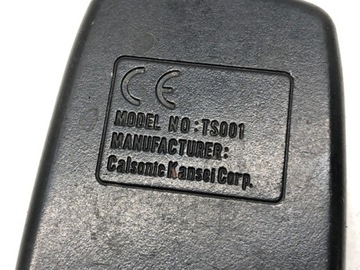 CE
MODEL NO:TS001
MANUFACTURER:
Calsonic Kansei Corp.